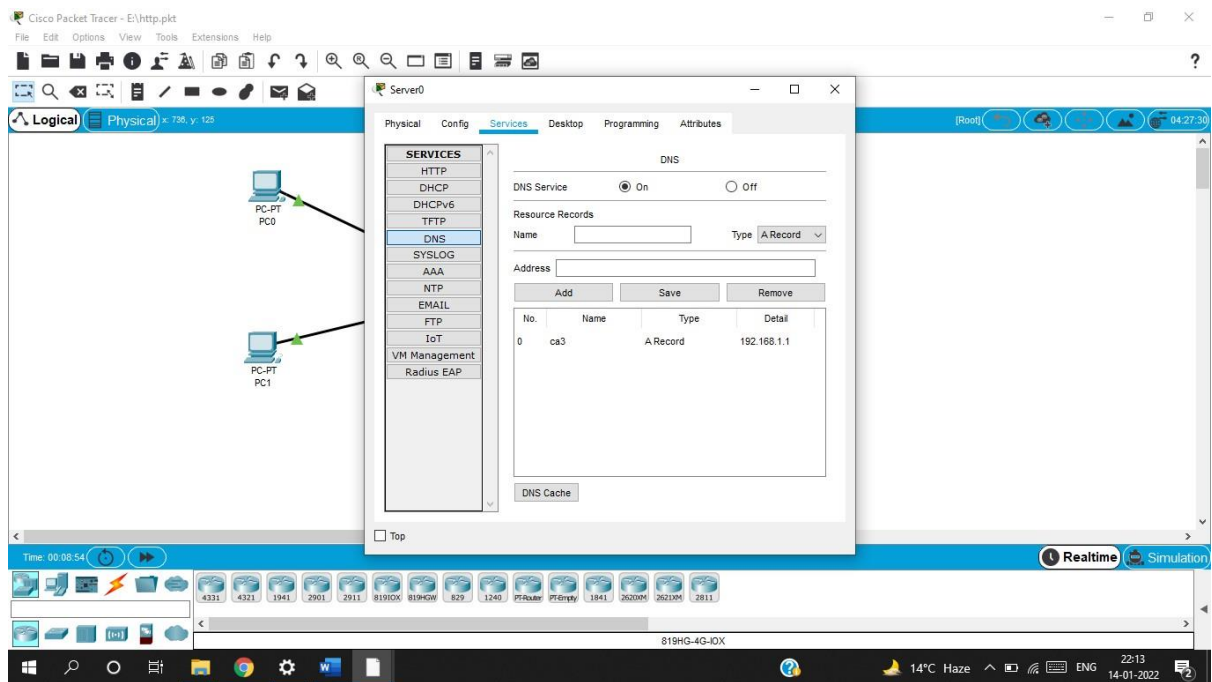 Cisco Packet Tracer - E:\http.pkt
File Edit Options View Tools Extensions Help
?
Server0
Logical Physical x: 736, y: 125
[Root] 04:27:30
Physical Config Services Desktop Programming Attributes
SERVICES
HTTP
DHCP
DHCPv6
TFTP
DNS
SYSLOG
AAA
NTP
EMAIL
FTP
IoT
VM Management
Radius EAP
DNS
DNS Service On Off
Resource Records
Name Type A Record
Address
Add Save Remove
No. Name Type Detail
0 ca3 A Record 192.168.1.1
DNS Cache
Top
PC-PT
PC0
PC-PT
PC1
Time: 00:08:54
Realtime Simulation
4331 4321 1941 2901 2911 819IOX 819HGW 829 1240 PT-Router PT-Empty 1841 2620XM 2621XM 2811
819HG-4G-IOX
14°C Haze ENG 22:13
14-01-2022
2